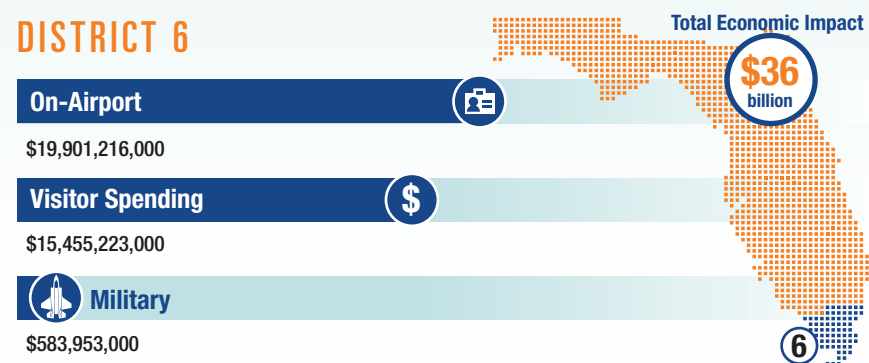 DISTRICT 6
Total Economic Impact
$36
billion
On-Airport
$19,901,216,000
Visitor Spending
$
$15,455,223,000
Military
$583,953,000
6